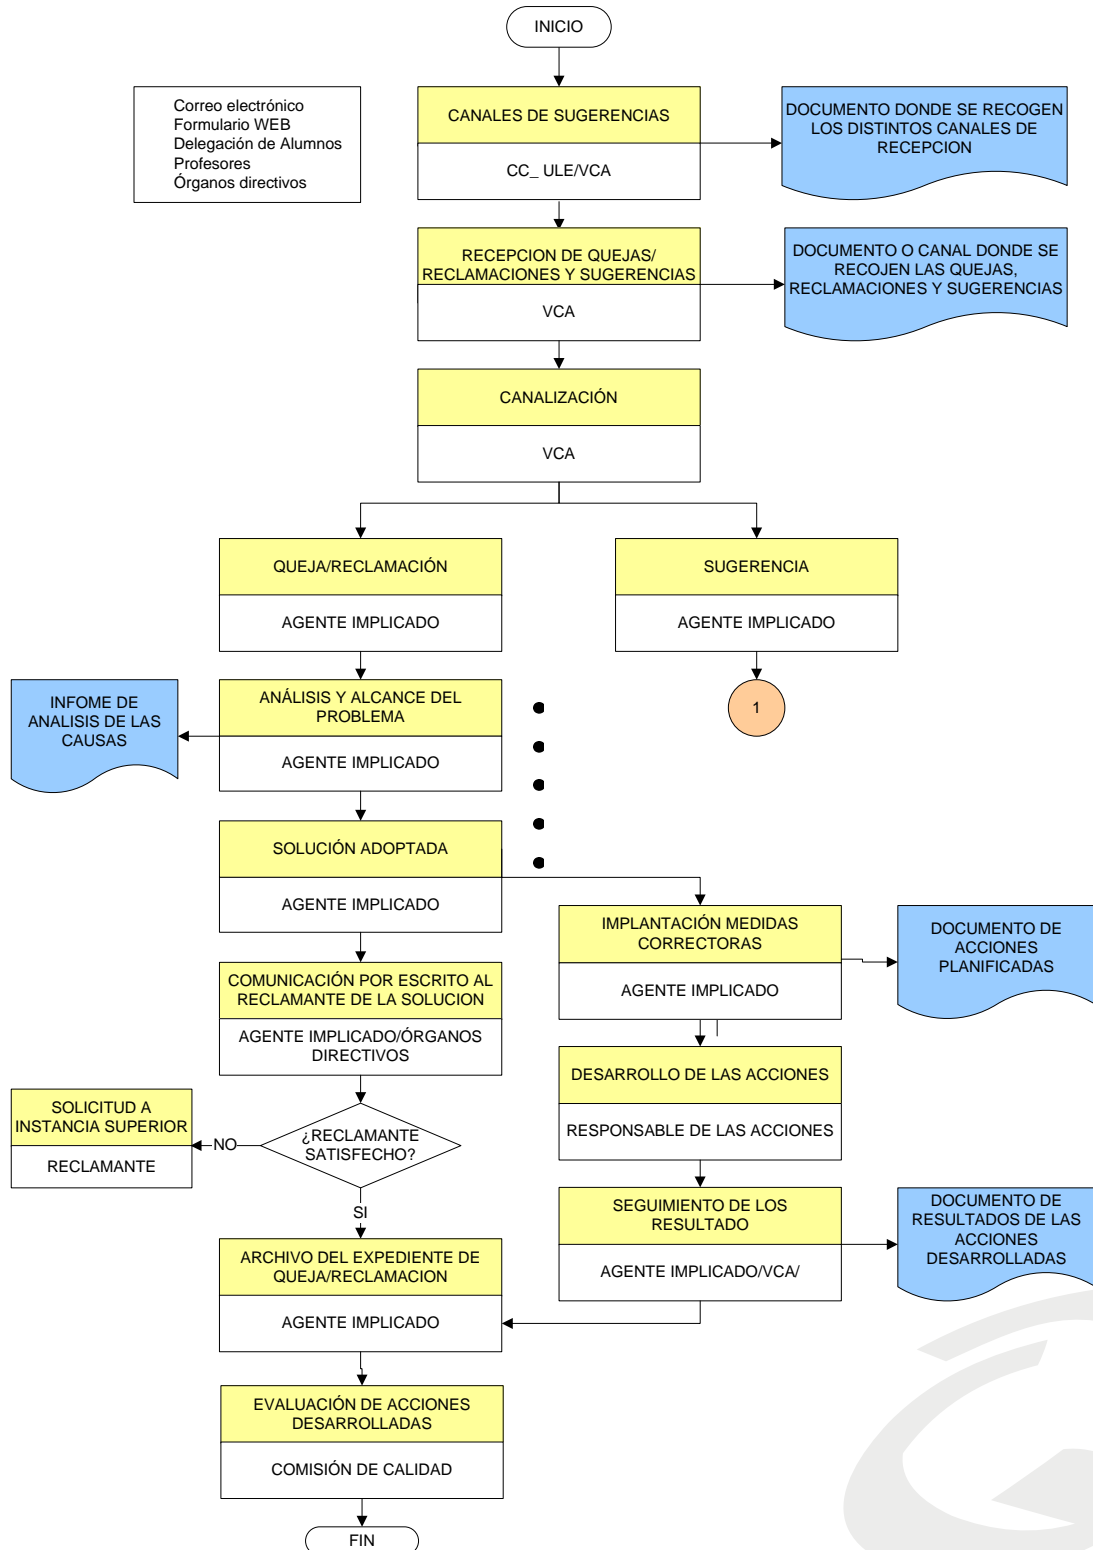 INICIO
Correo electrónico
Formulario WEB
Delegación de Alumnos
Profesores
Órganos directivos
CANALES DE SUGERENCIAS
CC_ ULE/VCA
DOCUMENTO DONDE SE RECOGEN
LOS DISTINTOS CANALES DE
RECEPCION
RECEPCION DE QUEJAS/
RECLAMACIONES Y SUGERENCIAS
VCA
DOCUMENTO O CANAL DONDE SE
RECOJEN LAS QUEJAS,
RECLAMACIONES Y SUGERENCIAS
CANALIZACIÓN
VCA
QUEJA/RECLAMACIÓN
AGENTE IMPLICADO
SUGERENCIA
AGENTE IMPLICADO
1
INFOME DE
ANALISIS DE LAS
CAUSAS
ANÁLISIS Y ALCANCE DEL
PROBLEMA
AGENTE IMPLICADO
SOLUCIÓN ADOPTADA
AGENTE IMPLICADO
IMPLANTACIÓN MEDIDAS
CORRECTORAS
AGENTE IMPLICADO
DOCUMENTO DE
ACCIONES
PLANIFICADAS
COMUNICACIÓN POR ESCRITO AL
RECLAMANTE DE LA SOLUCION
AGENTE IMPLICADO/ÓRGANOS
DIRECTIVOS
DESARROLLO DE LAS ACCIONES
RESPONSABLE DE LAS ACCIONES
SOLICITUD A
INSTANCIA SUPERIOR
RECLAMANTE
NO
¿RECLAMANTE
SATISFECHO?
SI
SEGUIMIENTO DE LOS
RESULTADO
AGENTE IMPLICADO/VCA/
DOCUMENTO DE
RESULTADOS DE LAS
ACCIONES
DESARROLLADAS
ARCHIVO DEL EXPEDIENTE DE
QUEJA/RECLAMACION
AGENTE IMPLICADO
EVALUACIÓN DE ACCIONES
DESARROLLADAS
COMISIÓN DE CALIDAD
FIN